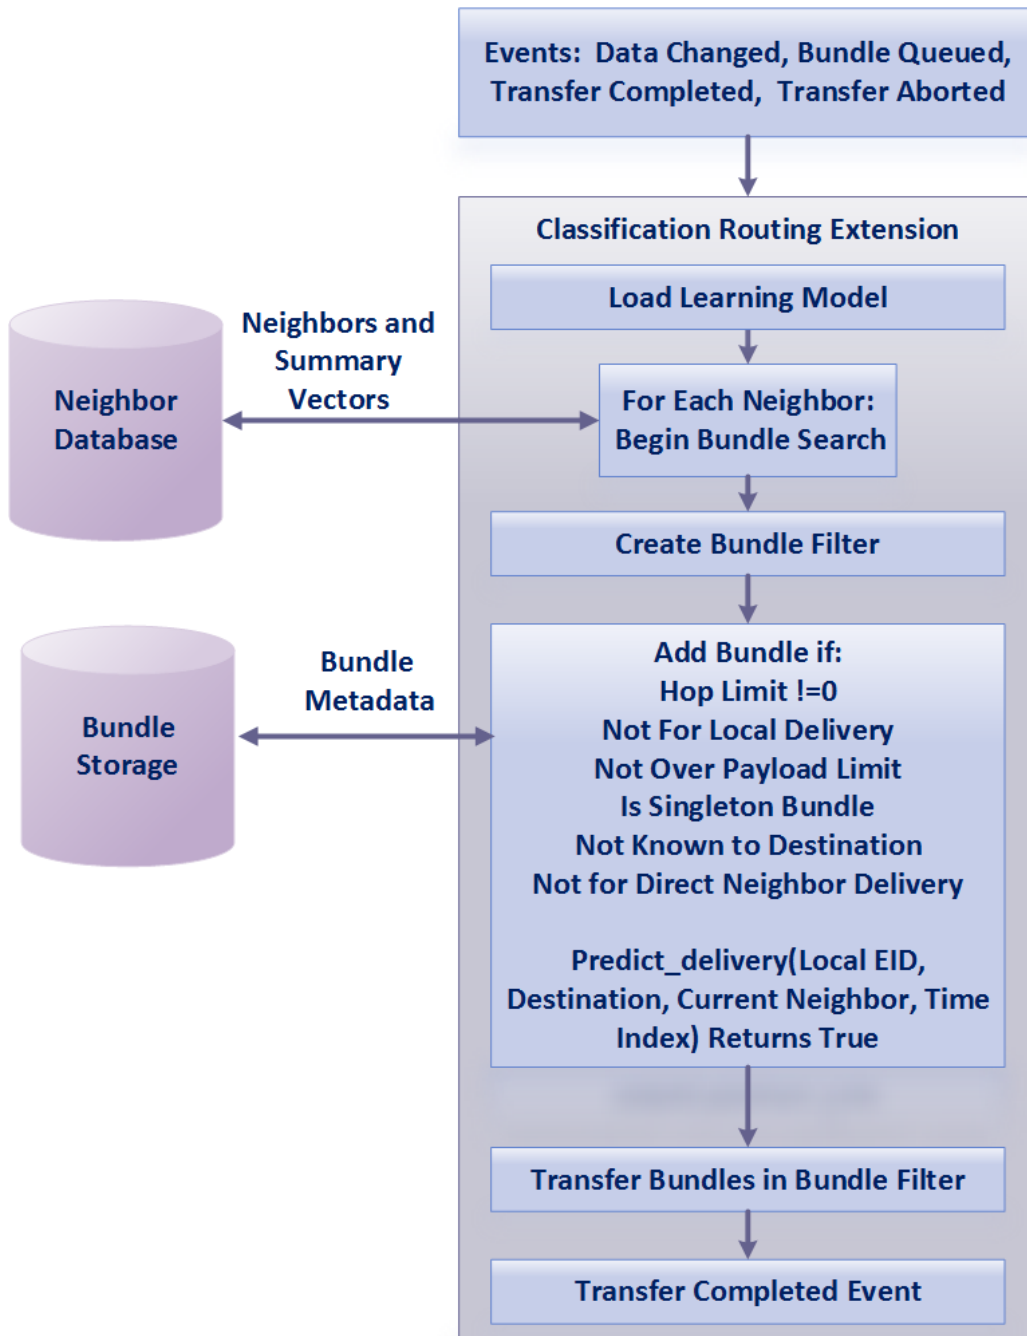 Events:  Data Changed, Bundle Queued,
Transfer Completed,  Transfer Aborted
Classification Routing Extension
Load Learning Model
Neighbors and
Summary
Vectors
For Each Neighbor:
Begin Bundle Search
Neighbor
Database
Create Bundle Filter
Add Bundle if:
Hop Limit !=0
Not For Local Delivery
Not Over Payload Limit
Is Singleton Bundle
Not Known to Destination
Not for Direct Neighbor Delivery
Predict_delivery(Local EID,
Destination, Current Neighbor, Time
Index) Returns True
Bundle
Metadata
Bundle
Storage
Transfer Bundles in Bundle Filter
Transfer Completed Event